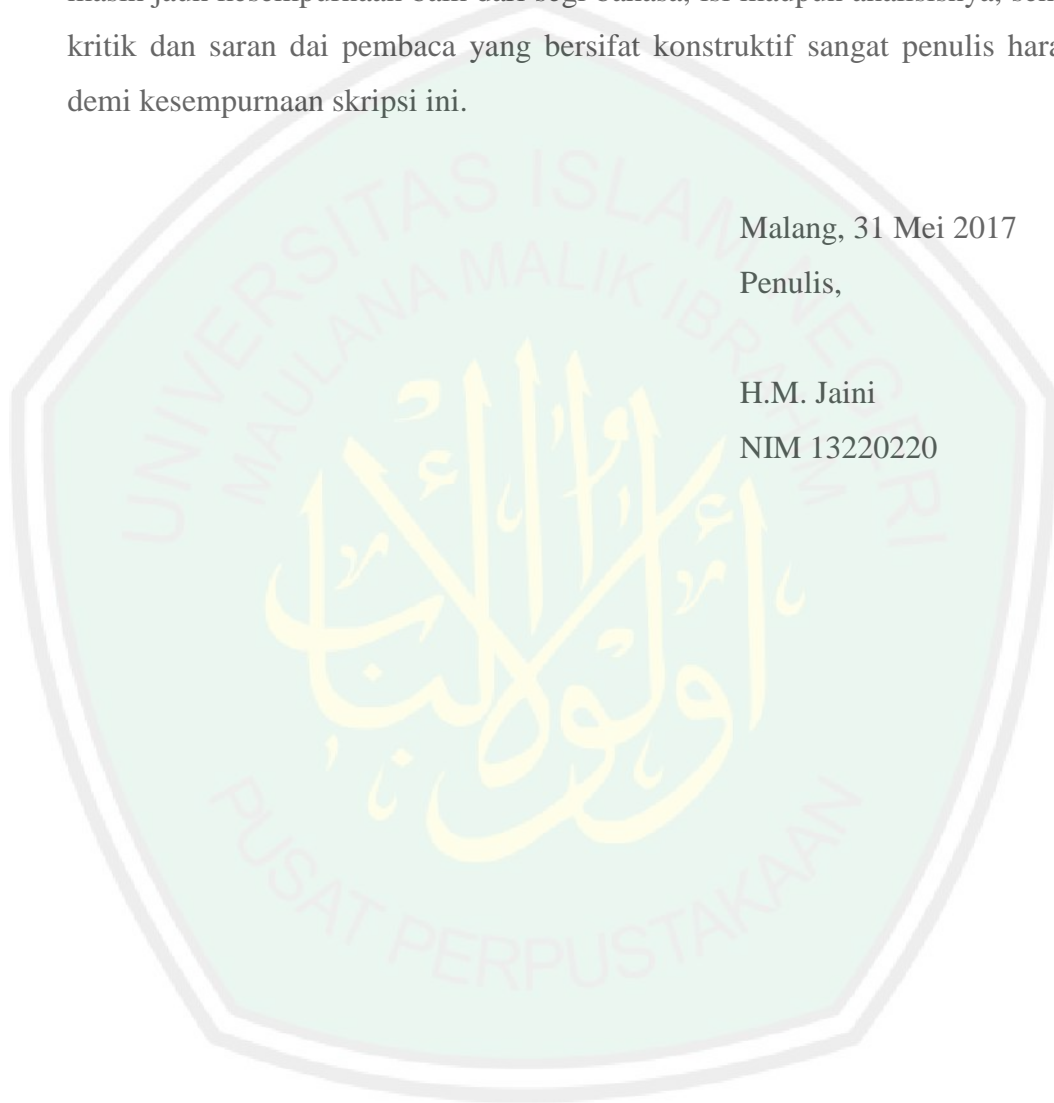 kritik dan saran dai pembaca yang bersifat konstruktif sangat penulis
demi kesempurnaan skripsi ini.
Malang, 31 Mei 2017
Penulis,
H.M. Jaini
NIM 13220220
UNIVERSITAS ISLAM NEGERI
MAULANA MALIK IBRAHIM
PUSAT PERPUSTAKAAN